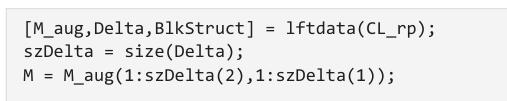 [M_aug,Delta,BlkStruct] = lftdata(CL_rp);
szDelta = size(Delta);
M = M_aug(1:szDelta(2),1:szDelta(1));